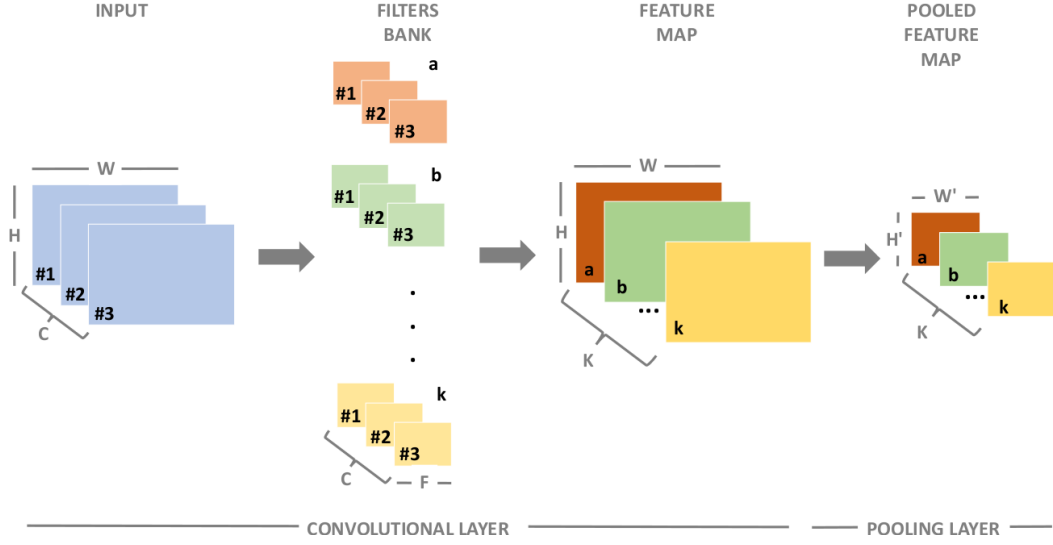 INPUT
FILTERS
BANK
FEATURE
MAP
POOLED
FEATURE
MAP
a
#1
#2
#3
W
H
#1
#2
#3
C
b
#1
#2
#3
.
.
.
k
#1
#2
#3
C
F
W
H
a
b
...
k
K
W'
H'
a
b
...
k
K
CONVOLUTIONAL LAYER
POOLING LAYER